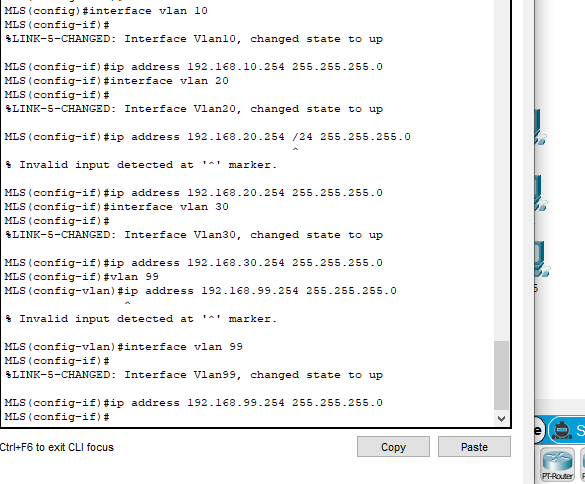 MLS(config)#interface vlan 10
MLS(config-if)#
%LINK-5-CHANGED: Interface Vlan10, changed state to up
MLS(config-if)#ip address 192.168.10.254 255.255.255.0
MLS(config-if)#interface vlan 20
MLS(config-if)#
%LINK-5-CHANGED: Interface Vlan20, changed state to up
MLS(config-if)#ip address 192.168.20.254 /24 255.255.255.0
^
% Invalid input detected at '^' marker.
MLS(config-if)#ip address 192.168.20.254 255.255.255.0
MLS(config-if)#interface vlan 30
MLS(config-if)#
%LINK-5-CHANGED: Interface Vlan30, changed state to up
MLS(config-if)#ip address 192.168.30.254 255.255.255.0
MLS(config-if)#vlan 99
MLS(config-vlan)#ip address 192.168.99.254 255.255.255.0
^
% Invalid input detected at '^' marker.
MLS(config-vlan)#interface vlan 99
MLS(config-if)#
%LINK-5-CHANGED: Interface Vlan99, changed state to up
MLS(config-if)#ip address 192.168.99.254 255.255.255.0
MLS(config-if)#
Ctrl+F6 to exit CLI focus
Copy
Paste
5
e
S
PT-Router